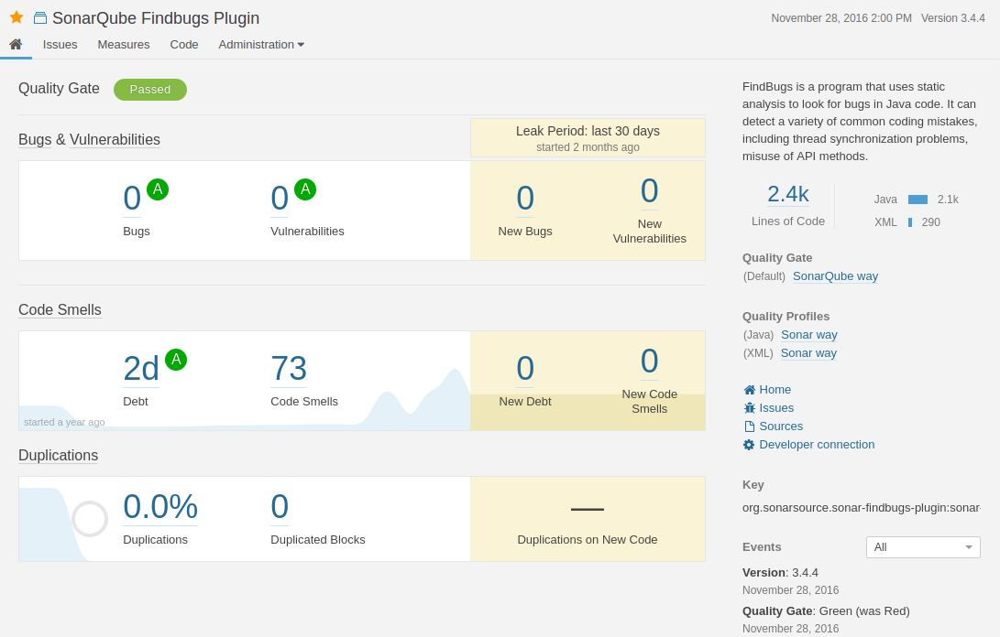 SonarQube Findbugs Plugin
November 28, 2016 2:00 PM Version 3.4.4
Issues Measures Code Administration
Quality Gate Passed
Leak Period: last 30 days
started 2 months ago
Bugs & Vulnerabilities
0 A
Bugs
0 A
Vulnerabilities
0
New Bugs
0
New
Vulnerabilities
Code Smells
2d A
Debt
73
Code Smells
started a year ago
0
New Debt
0
New Code
Smells
Duplications
0.0%
Duplications
0
Duplicated Blocks
—
Duplications on New Code
FindBugs is a program that uses static
analysis to look for bugs in Java code. It can
detect a variety of common coding mistakes,
including thread synchronization problems,
misuse of API methods.
2.4k
Lines of Code
Java 2.1k
XML 290
Quality Gate
(Default) SonarQube way
Quality Profiles
(Java) Sonar way
(XML) Sonar way
Home
Issues
Sources
Developer connection
Key
org.sonarsource.sonar-findbugs-plugin:sonar-
Events All
Version: 3.4.4
November 28, 2016
Quality Gate: Green (was Red)
November 28, 2016